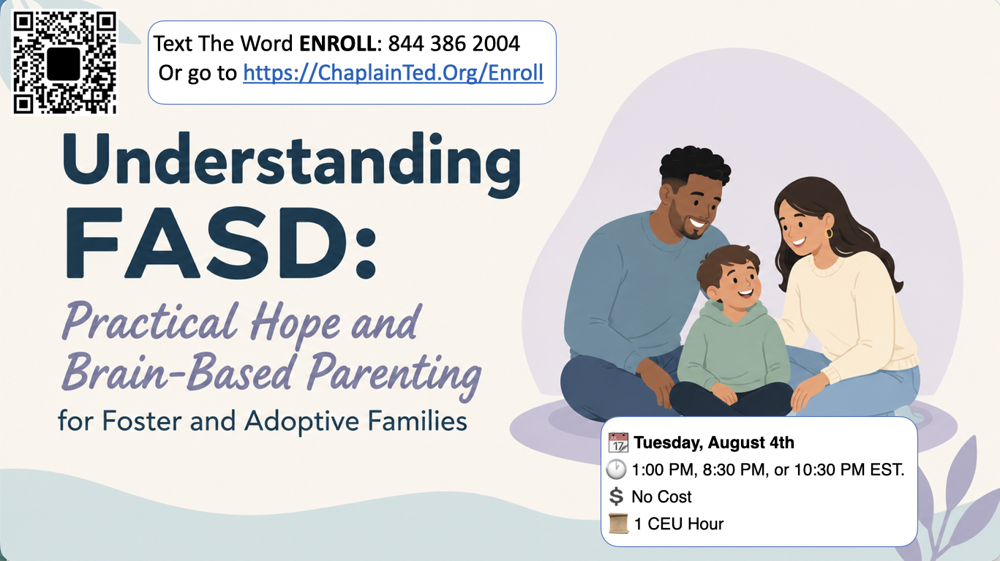 Text The Word ENROLL: 844 386 2004
Or go to https://ChaplainTed.Org/Enroll
Understanding
FASD:
Practical Hope and
Brain-Based Parenting
for Foster and Adoptive Families
JUL
17
Tuesday, August 4th
1:00 PM, 8:30 PM, or 10:30 PM EST.
$ No Cost
1 CEU Hour